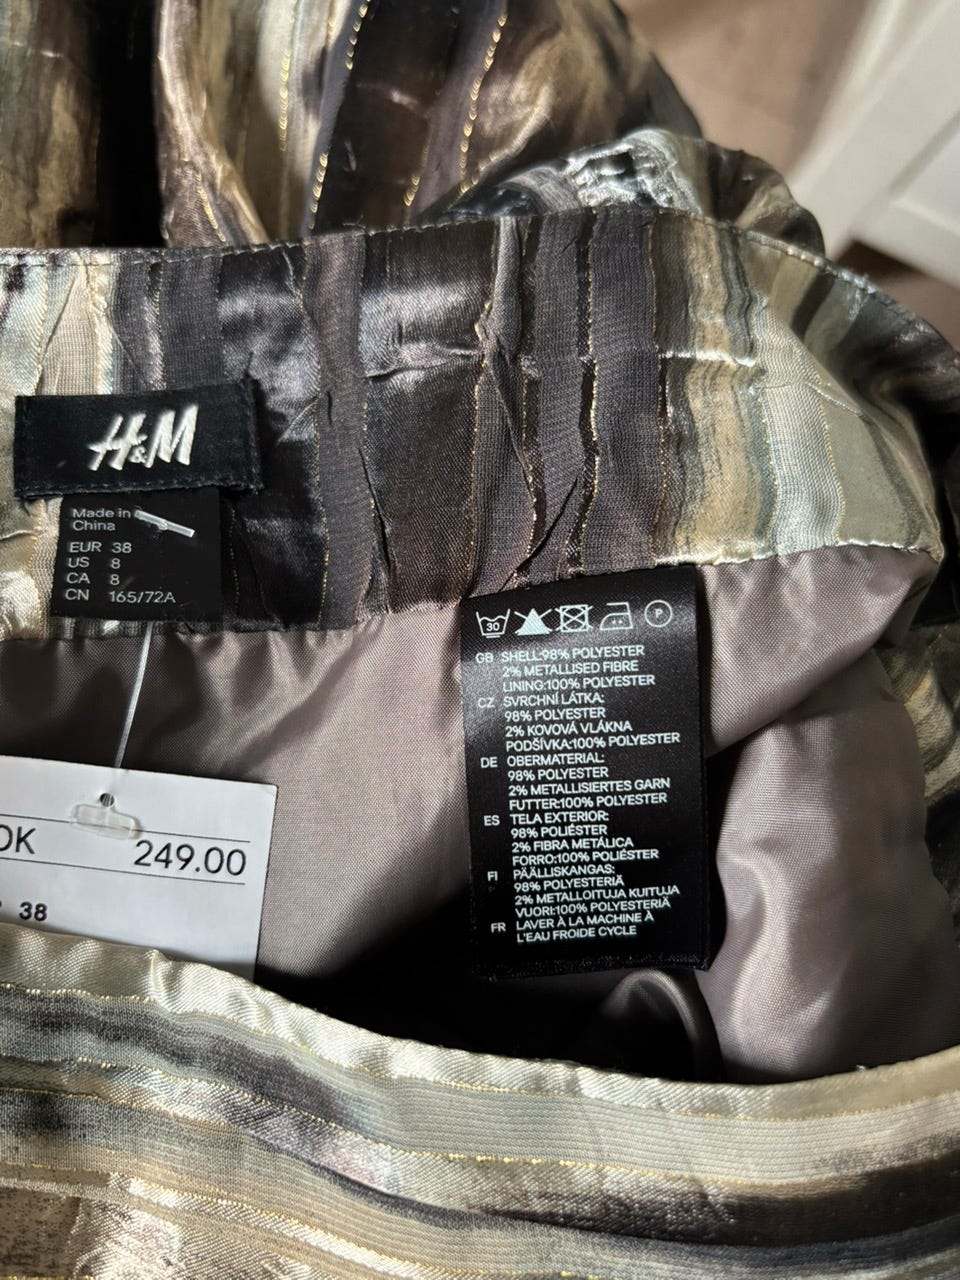 H&M
Made in
China
EUR 38
US 8
CA 8
CN 165/72A
30
P
GB SHELL:98% POLYESTER
2% METALLISED FIBRE
LINING:100% POLYESTER
CZ SVRCHNÍ LÁTKA:
98% POLYESTER
2% KOVOVÁ VLÁKNA
PODŠÍVKA:100% POLYESTER
DE OBERMATERIAL:
98% POLYESTER
2% METALLISIERTES GARN
FUTTER:100% POLYESTER
ES TELA EXTERIOR:
98% POLIÉSTER
2% FIBRA METÁLICA
FORRO:100% POLIÉSTER
FI PÄÄLLISKANGAS:
98% POLYESTERIÄ
2% METALLOITUJA KUITUJA
VUORI:100% POLYESTERIÄ
FR LAVER À LA MACHINE À
L'EAU FROIDE CYCLE
249.00
38